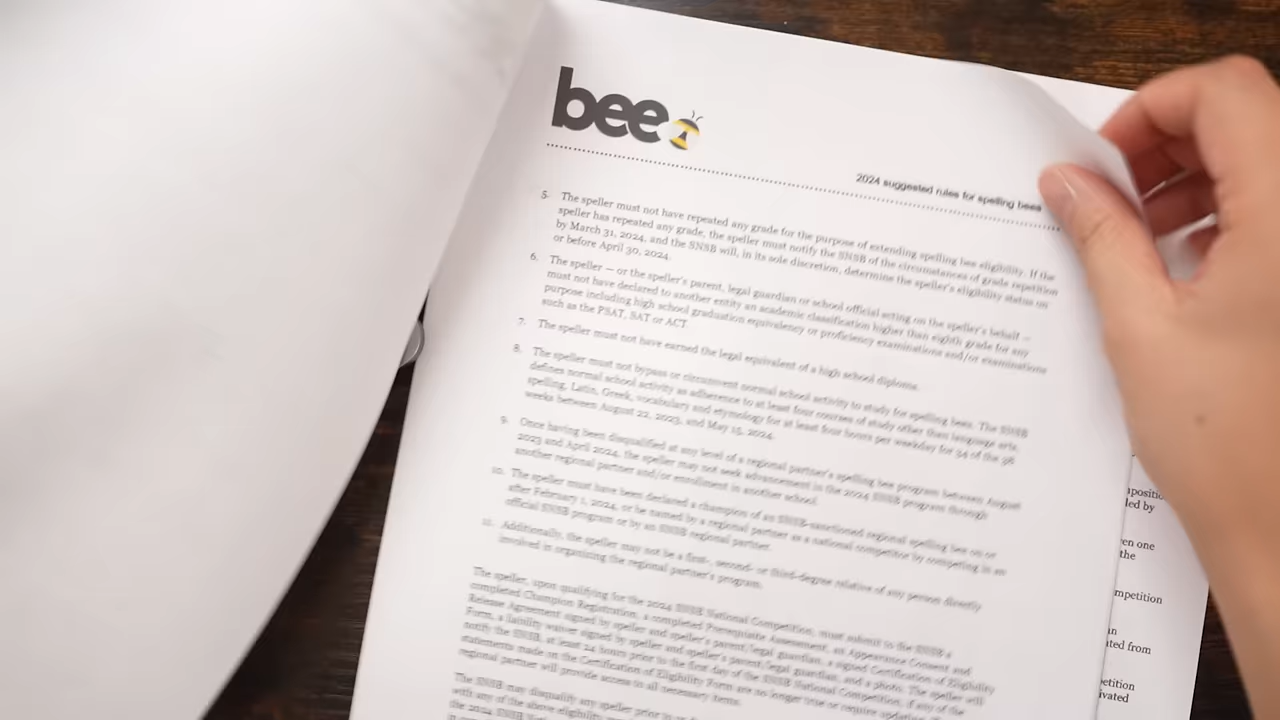 bee
2024 suggested rules for spelling bees
5. The speller must not have repeated any grade for the purpose of extending spelling bee eligibility. If the
speller has repeated any grade, the speller must notify the SNSB of the circumstances of grade repetition
by March 31, 2024, and the SNSB will, in its sole discretion, determine the speller's eligibility status on
or before April 30, 2024.
6. The speller — or the speller's parent, legal guardian or school official acting on the speller's behalf —
must not have declared to another entity an academic classification higher than eighth grade for any
purpose including high school graduation equivalency or proficiency examinations and/or examinations
such as the PSAT, SAT or ACT.
7. The speller must not have earned the legal equivalent of a high school diploma.
8. The speller must not bypass or circumvent normal school activity to study for spelling bees. The SNSB
defines normal school activity as adherence to at least four courses of study other than language arts,
spelling, Latin, Greek, vocabulary and etymology for at least four hours per weekday for 34 of the 38
weeks between August 22, 2023, and May 15, 2024.
9. Once having been disqualified at any level of a regional partner's spelling bee program between August
2023 and April 2024, the speller may not seek advancement in the 2024 SNSB program through
another regional partner and/or enrollment in another school.
10. The speller must have been declared a champion of an SNSB-sanctioned regional spelling bee on or
after February 1, 2024, or be named by a regional partner as a national competitor by competing in an
official SNSB program or by an SNSB regional partner.
11. Additionally, the speller may not be a first-, second- or third-degree relative of any person directly
involved in organizing the regional partner's program.
The speller, upon qualifying for the 2024 SNSB National Competition, must submit to the SNSB a
completed Champion Registration, a completed Prerequisite Assessment, an Appearance Consent and
Release Agreement signed by speller and speller's parent/legal guardian, a signed Certification of Eligibility
Form, a liability waiver signed by speller and speller's parent/legal guardian, and a photo. The speller will
notify the SNSB, at least 24 hours prior to the first day of the SNSB National Competition, if any of the
statements made on the Certification of Eligibility Form are no longer true or require updating. The
regional partner will provide access to all necessary items.
The SNSB may disqualify any speller prior to or
with any of the above eligibility
the 2024 SNSB
led by
en one
the
mpetition
ated from